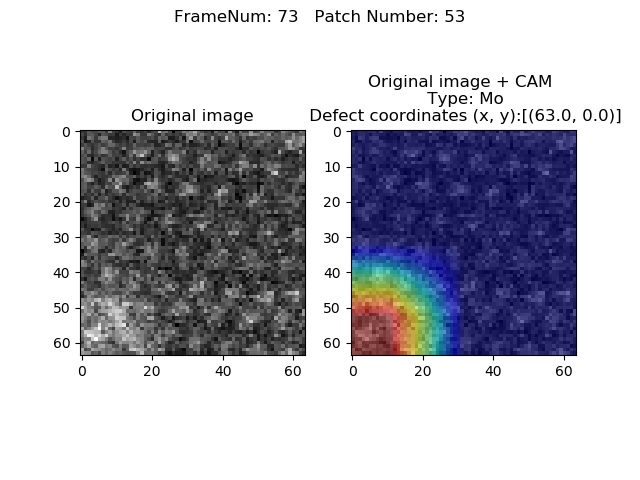 FrameNum: 73   Patch Number: 53
Original image
Original image + CAM
Type: Mo
Defect coordinates (x, y):[(63.0, 0.0)]
0
10
20
30
40
50
60
0 20 40 60
0
10
20
30
40
50
60
0 20 40 60